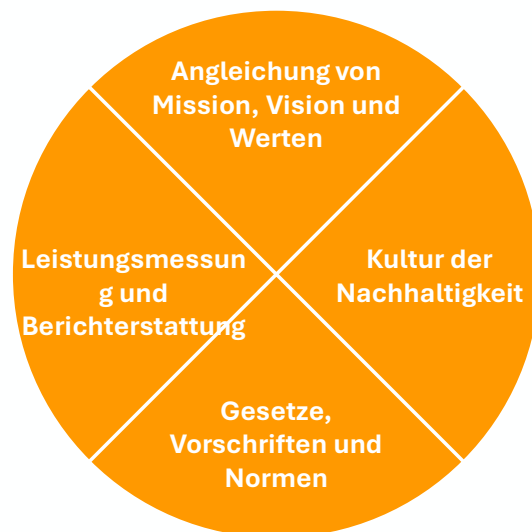 Angleichung von
Mission, Vision und
Werten
Leistungsmessun
g und
Berichterstattung
Kultur der
Nachhaltigkeit
Gesetze,
Vorschriften und
Normen